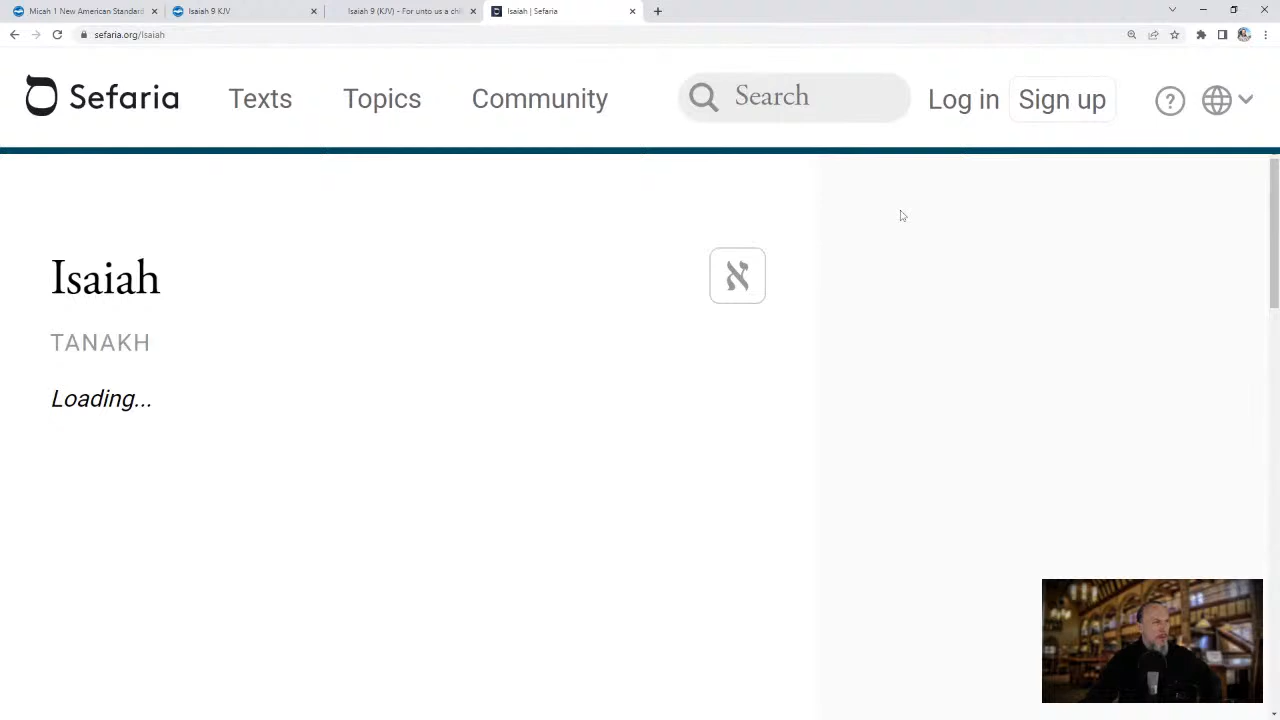 Micah 1 New American Standard
Isaiah 9 KJV
Isaiah 9 (KJV) - For unto us a chil
Isaiah | Sefaria
sefaria.org/Isaiah
Sefaria
Texts
Topics
Community
Search
Log in
Sign up
Isaiah
א
TANAKH
Loading...